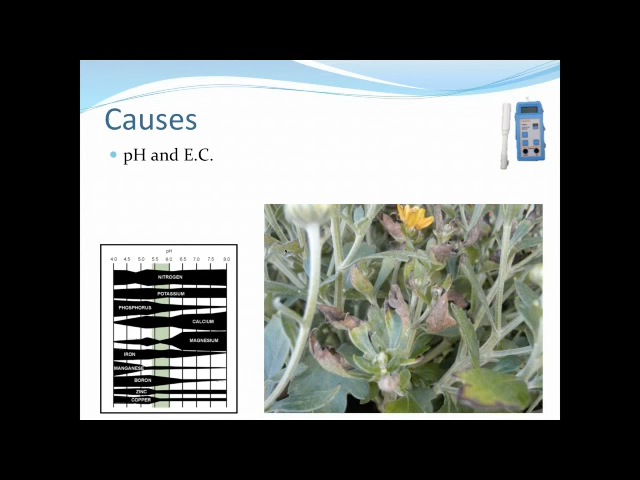 Causes
pH and E.C.
pH
4.0 4.5 5.0 5.5 6.0 6.5 7.0 7.5 8.0
NITROGEN
POTASSIUM
PHOSPHORUS
CALCIUM
MAGNESIUM
IRON
MANGANESE
BORON
ZINC
COPPER